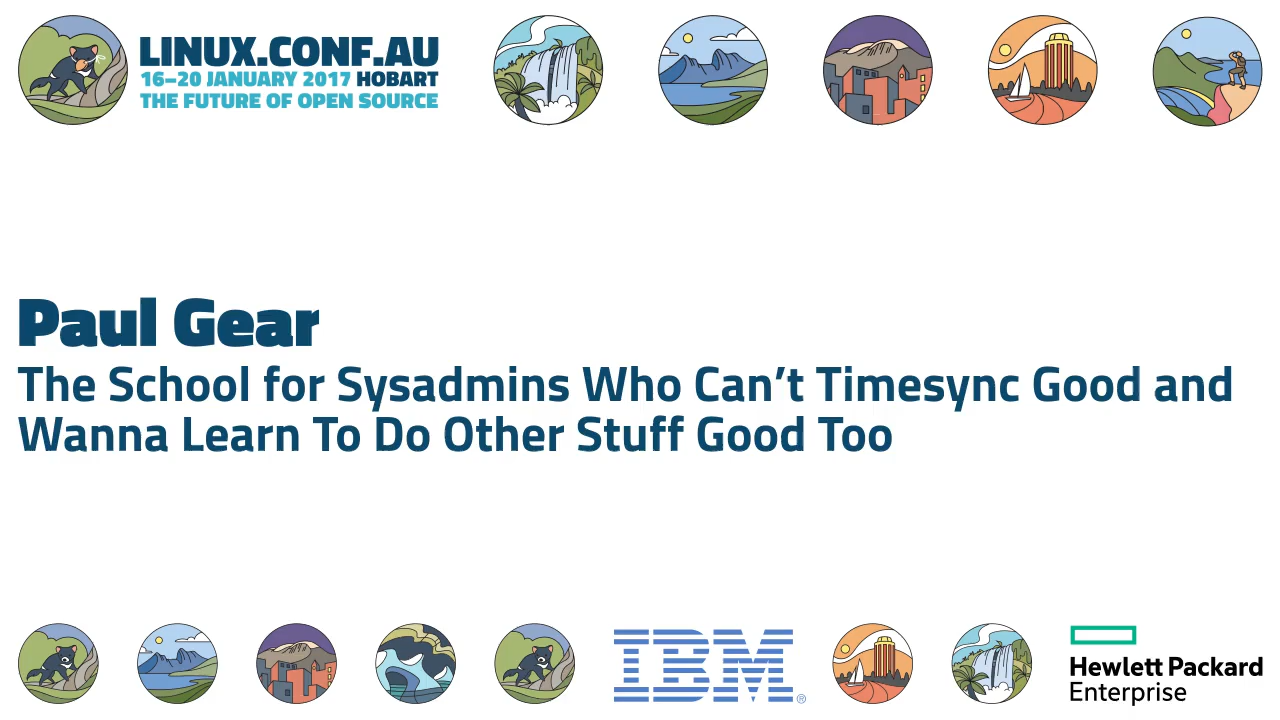 LINUX.CONF.AU
16–20 JANUARY 2017 HOBART
THE FUTURE OF OPEN SOURCE
Paul Gear
The School for Sysadmins Who Can’t Timesync Good and
Wanna Learn To Do Other Stuff Good Too
IBM®
Hewlett Packard
Enterprise